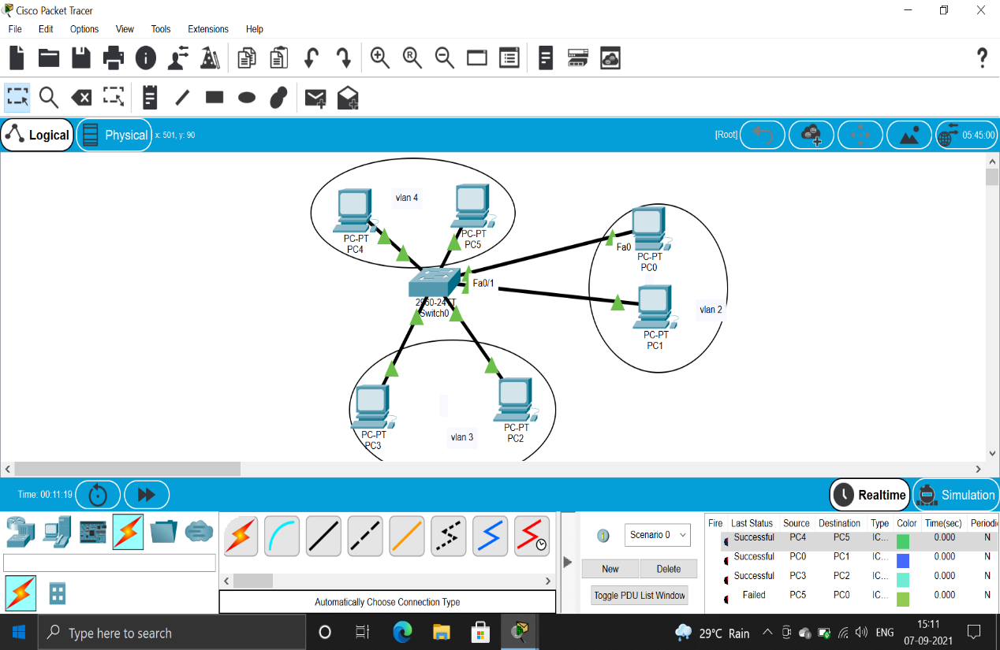 Cisco Packet Tracer
File Edit Options View Tools Extensions Help
R
?
Logical
Physical
x: 501, y: 90
[Root]
05:45:00
vlan 4
PC-PT
PC4
PC-PT
PC5
Fa0
PC-PT
PC0
Fa0/1
2960-24TT
Switch0
PC-PT
PC1
vlan 2
PC-PT
PC3
vlan 3
PC-PT
PC2
Time: 00:11:19
Realtime
Simulation
Scenario 0
New
Delete
Toggle PDU List Window
Automatically Choose Connection Type
Fire Last Status Source Destination Type Color Time(sec) Periodi
Successful PC4 PC5 IC... 0.000 N
Successful PC0 PC1 IC... 0.000 N
Successful PC3 PC2 IC... 0.000 N
Failed PC5 PC0 IC... 0.000 N
Type here to search
29°C Rain
ENG
15:11
07-09-2021